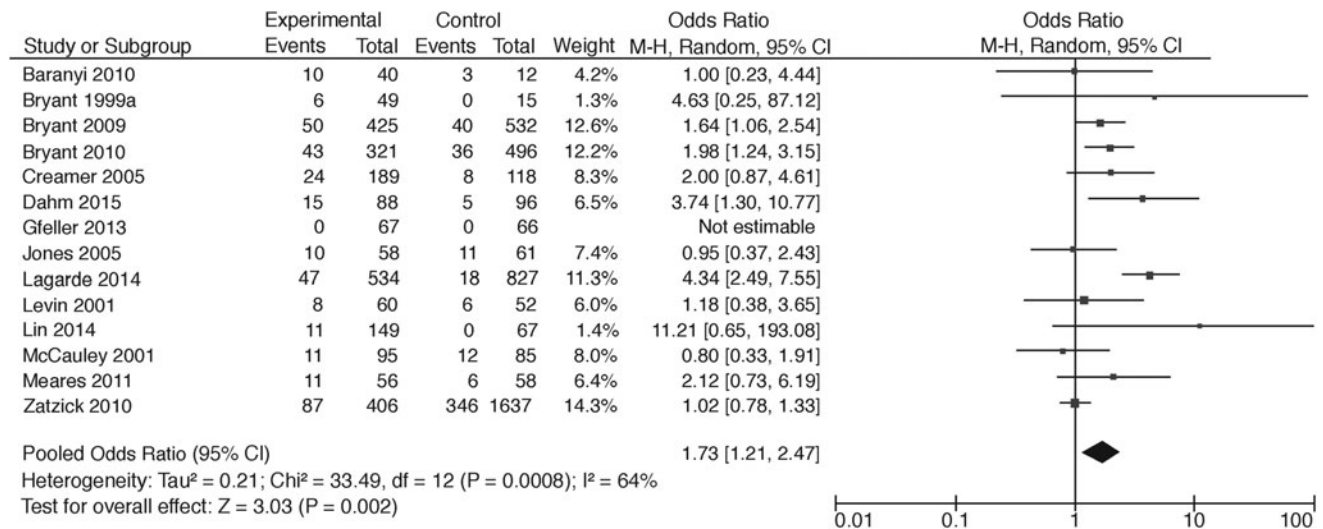 Experimental Control Odds Ratio Odds Ratio
Study or Subgroup Events Total Events Total Weight M-H, Random, 95% CI M-H, Random, 95% CI
Baranyi 2010 10 40 3 12 4.2% 1.00 [0.23, 4.44]
Bryant 1999a 6 49 0 15 1.3% 4.63 [0.25, 87.12]
Bryant 2009 50 425 40 532 12.6% 1.64 [1.06, 2.54]
Bryant 2010 43 321 36 496 12.2% 1.98 [1.24, 3.15]
Creamer 2005 24 189 8 118 8.3% 2.00 [0.87, 4.61]
Dahm 2015 15 88 5 96 6.5% 3.74 [1.30, 10.77]
Gfeller 2013 0 67 0 66 Not estimable
Jones 2005 10 58 11 61 7.4% 0.95 [0.37, 2.43]
Lagarde 2014 47 534 18 827 11.3% 4.34 [2.49, 7.55]
Levin 2001 8 60 6 52 6.0% 1.18 [0.38, 3.65]
Lin 2014 11 149 0 67 1.4% 11.21 [0.65, 193.08]
McCauley 2001 11 95 12 85 8.0% 0.80 [0.33, 1.91]
Meares 2011 11 56 6 58 6.4% 2.12 [0.73, 6.19]
Zatzick 2010 87 406 346 1637 14.3% 1.02 [0.78, 1.33]
Pooled Odds Ratio (95% CI) 1.73 [1.21, 2.47]
Heterogeneity: Tau² = 0.21; Chi² = 33.49, df = 12 (P = 0.0008); I² = 64%
Test for overall effect: Z = 3.03 (P = 0.002)
0.01 0.1 1 10 100